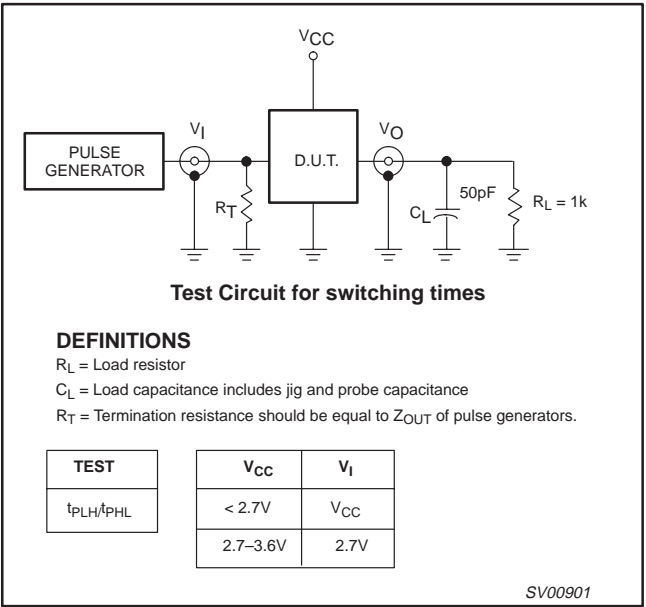 VCC
PULSE
GENERATOR
VI
D.U.T.
VO
RT
50pF
CL
RL = 1k
Test Circuit for switching times
DEFINITIONS
RL = Load resistor
CL = Load capacitance includes jig and probe capacitance
RT = Termination resistance should be equal to ZOUT of pulse generators.
TEST
tPLH/tPHL
VCC VI
< 2.7V VCC
2.7–3.6V 2.7V
SV00901